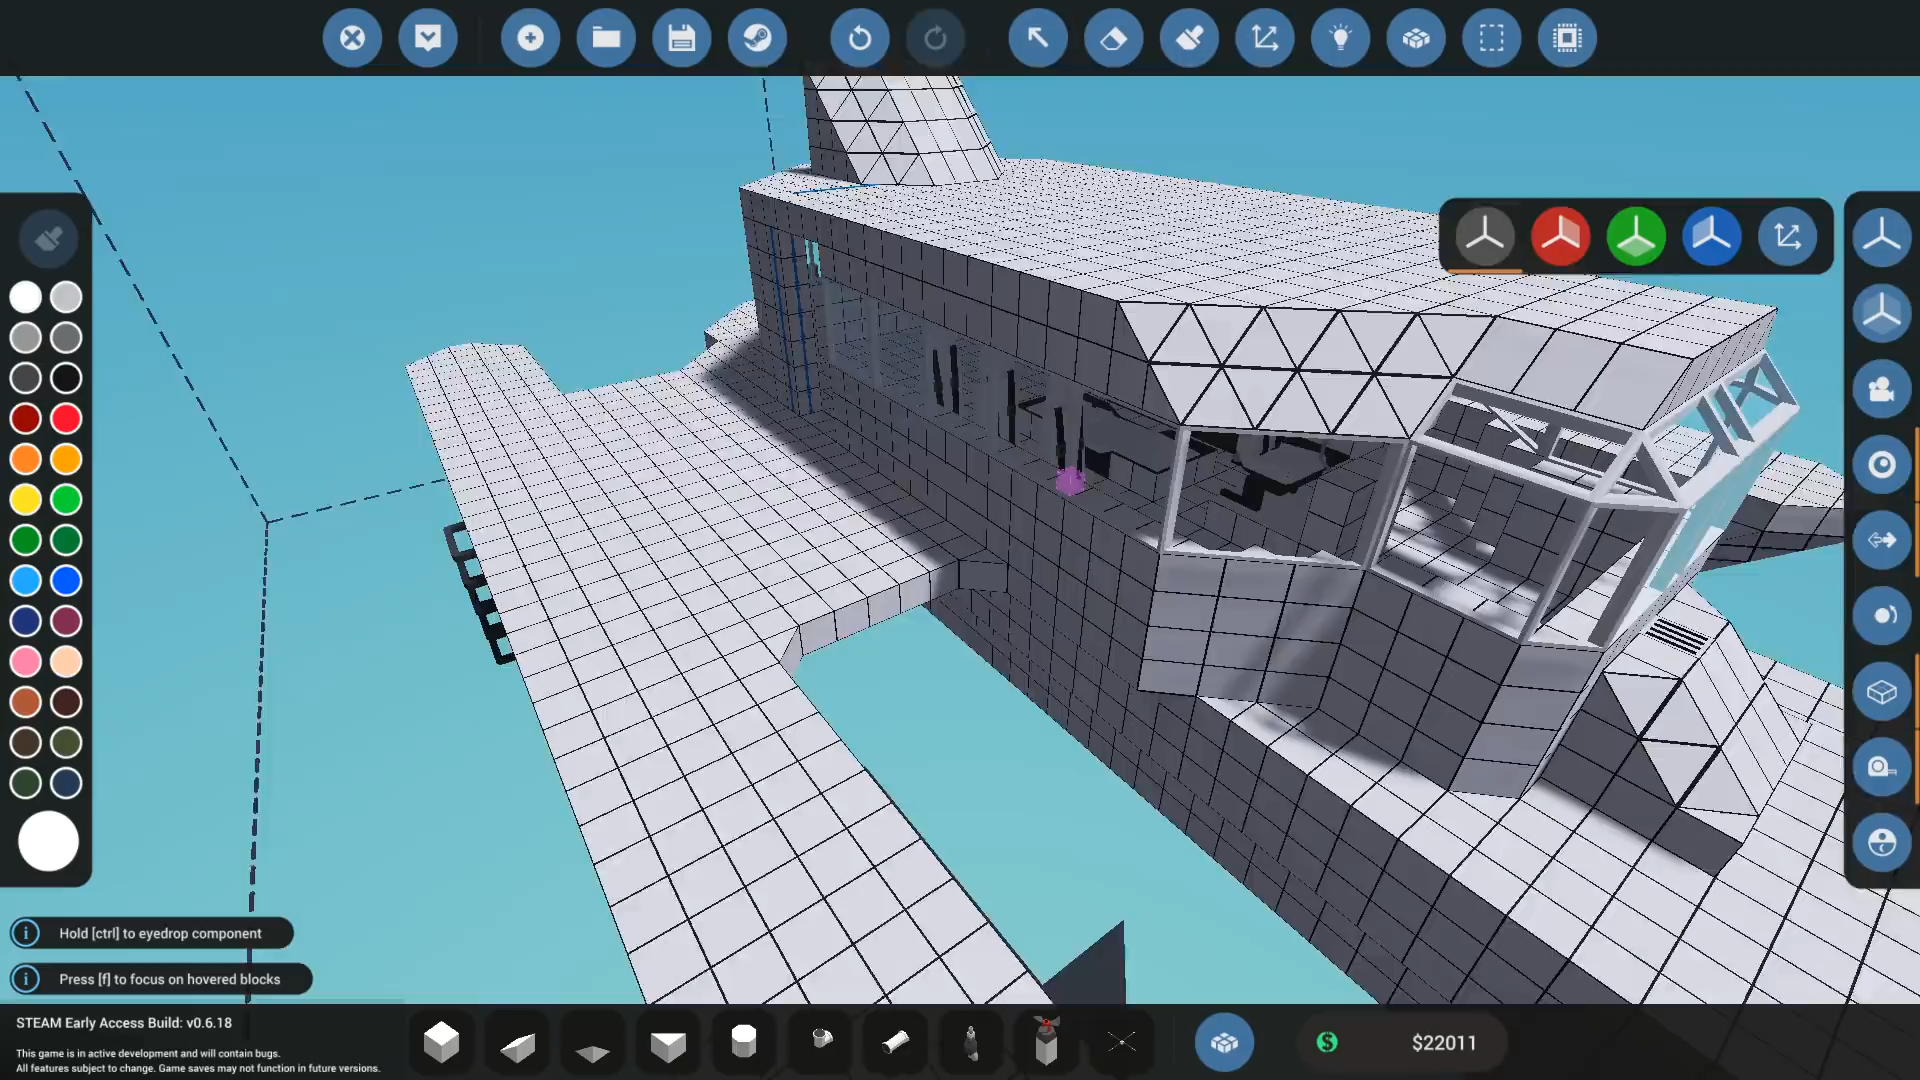 Hold [ctrl] to eyedrop component
Press [f] to focus on hovered blocks
STEAM Early Access Build: v0.6.18
This game is in active development and will contain bugs.
All features subject to change. Game saves may not function in future versions.
$22011